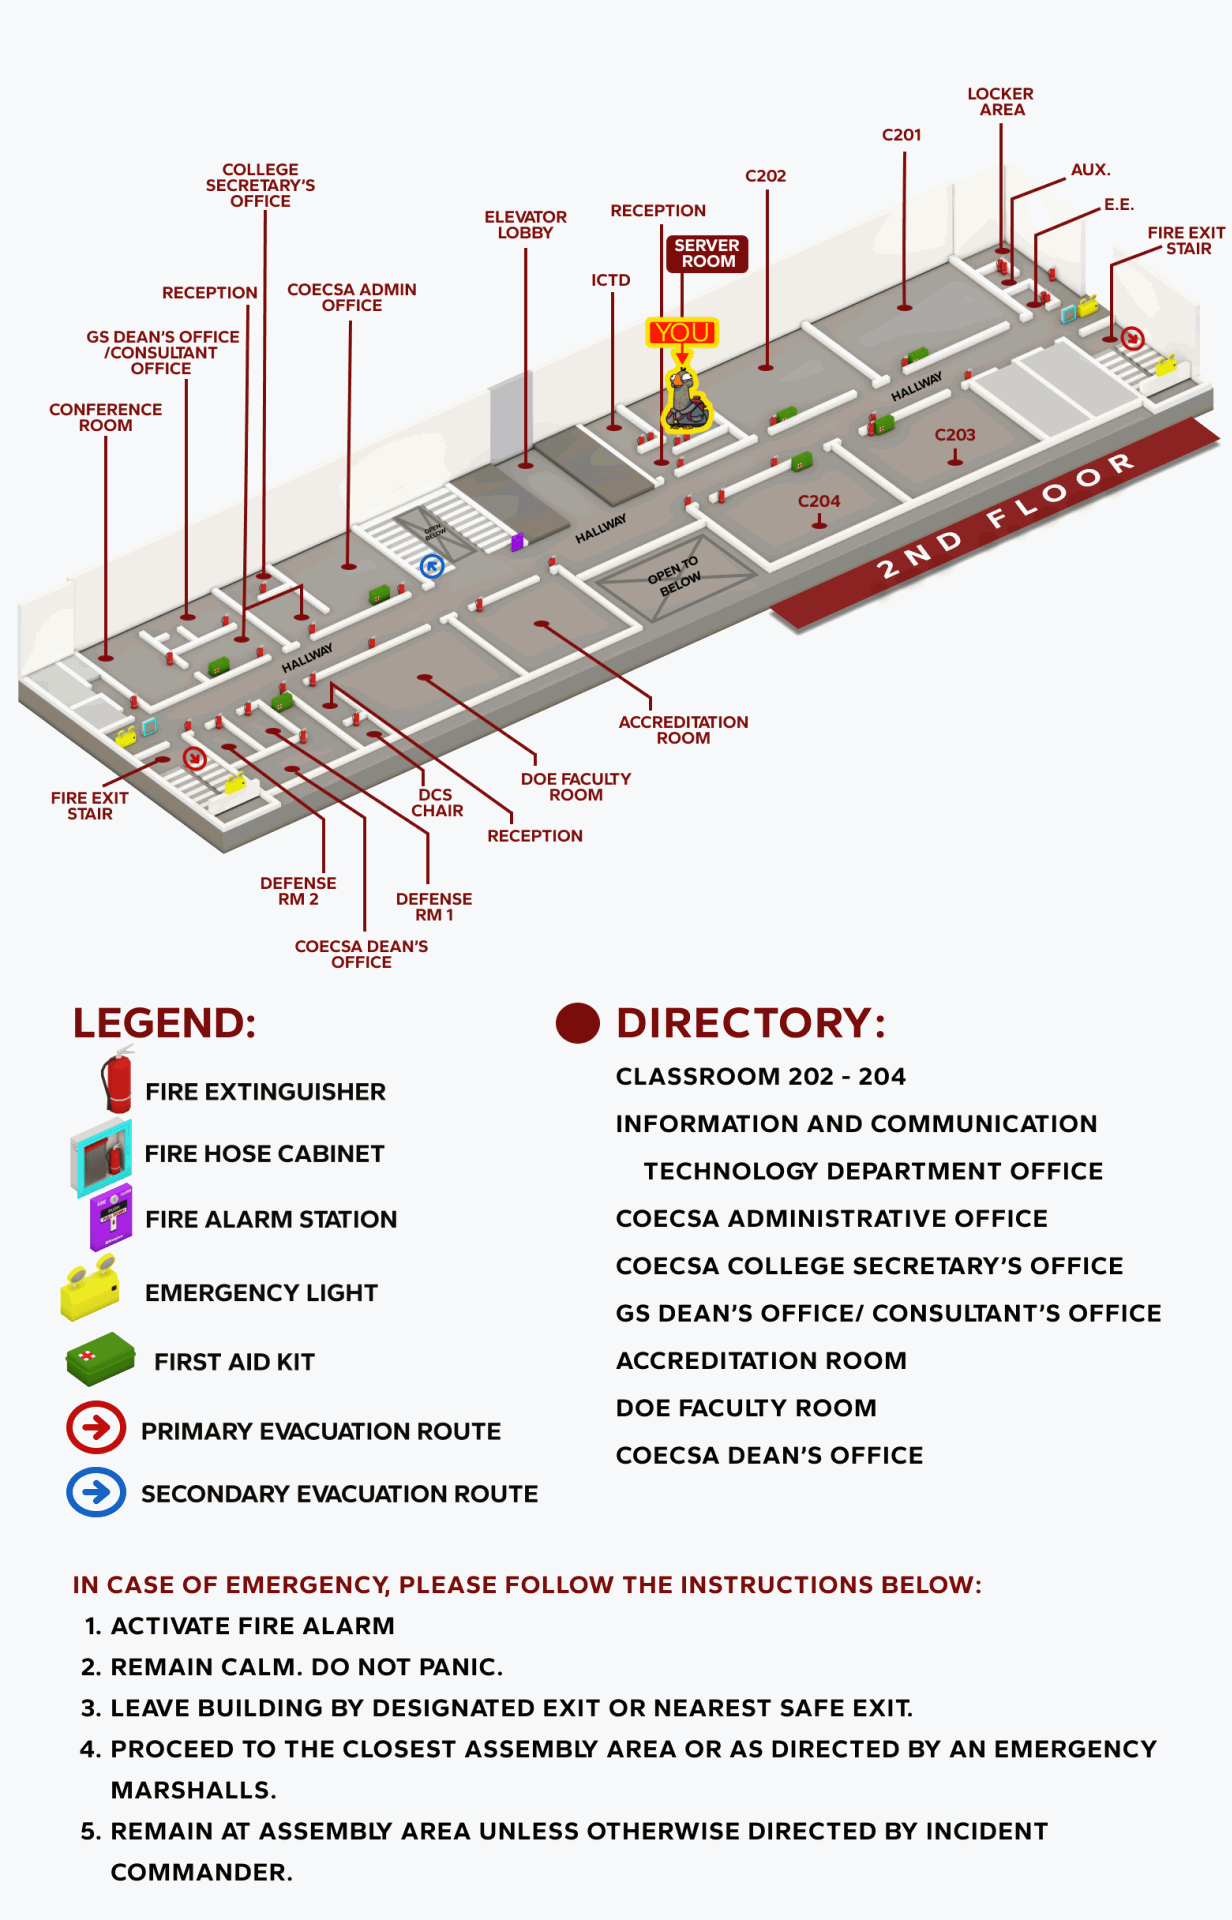 LOCKER
AREA
C201
AUX.
COLLEGE
SECRETARY'S
OFFICE
C202
E.E.
ELEVATOR
LOBBY
RECEPTION
FIRE EXIT
STAIR
SERVER
ROOM
ICTD
RECEPTION
COECSA ADMIN
OFFICE
YOU
GS DEAN'S OFFICE
/CONSULTANT
OFFICE
CONFERENCE
ROOM
HALLWAY
C203
C204
2ND FLOOR
OPEN
BELOW
HALLWAY
OPEN TO
BELOW
HALLWAY
ACCREDITATION
ROOM
FIRE EXIT
STAIR
DOE FACULTY
ROOM
DCS
CHAIR
RECEPTION
DEFENSE
RM 2
DEFENSE
RM 1
COECSA DEAN'S
OFFICE
LEGEND:
FIRE EXTINGUISHER
FIRE HOSE CABINET
FIRE ALARM STATION
EMERGENCY LIGHT
FIRST AID KIT
PRIMARY EVACUATION ROUTE
SECONDARY EVACUATION ROUTE
DIRECTORY:
CLASSROOM 202 - 204
INFORMATION AND COMMUNICATION
TECHNOLOGY DEPARTMENT OFFICE
COECSA ADMINISTRATIVE OFFICE
COECSA COLLEGE SECRETARY'S OFFICE
GS DEAN'S OFFICE/ CONSULTANT'S OFFICE
ACCREDITATION ROOM
DOE FACULTY ROOM
COECSA DEAN'S OFFICE
IN CASE OF EMERGENCY, PLEASE FOLLOW THE INSTRUCTIONS BELOW:
1. ACTIVATE FIRE ALARM
2. REMAIN CALM. DO NOT PANIC.
3. LEAVE BUILDING BY DESIGNATED EXIT OR NEAREST SAFE EXIT.
4. PROCEED TO THE CLOSEST ASSEMBLY AREA OR AS DIRECTED BY AN EMERGENCY
MARSHALLS.
5. REMAIN AT ASSEMBLY AREA UNLESS OTHERWISE DIRECTED BY INCIDENT
COMMANDER.